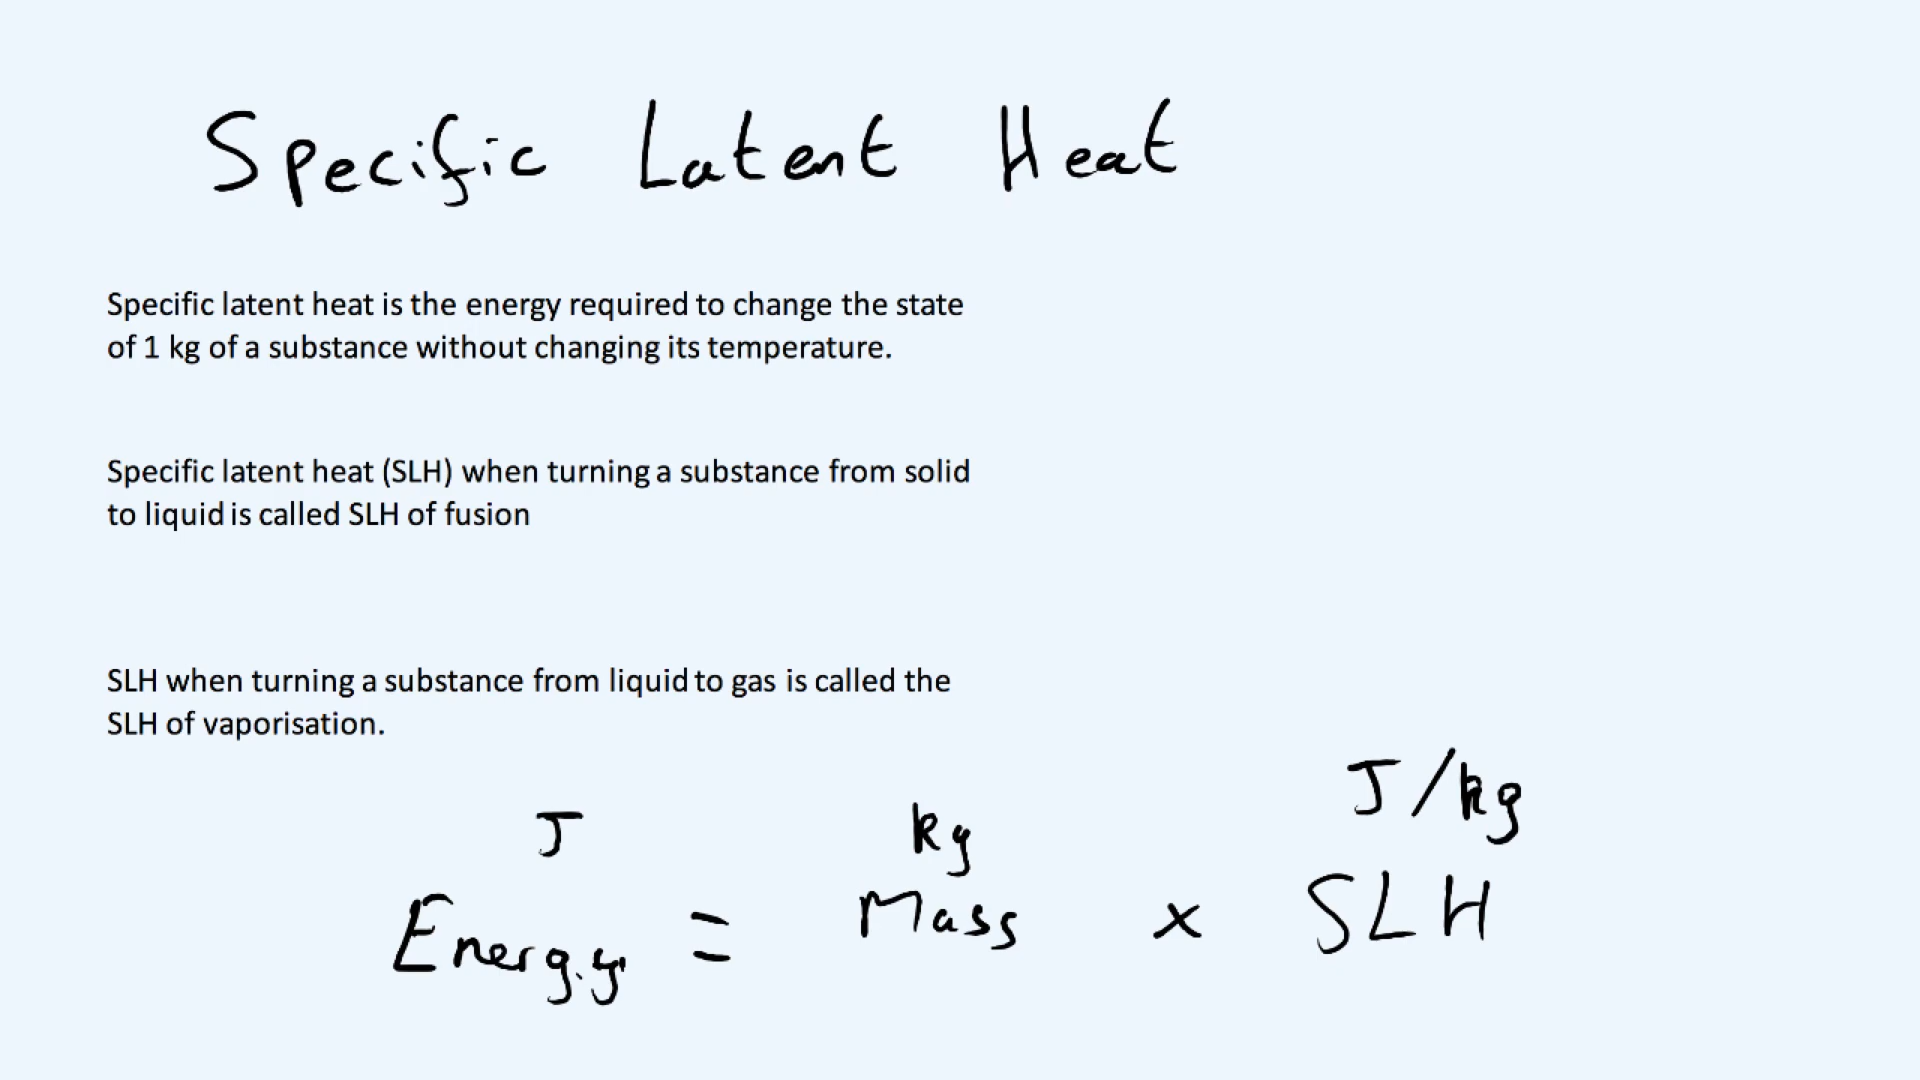 Specific Latent Heat
Specific latent heat is the energy required to change the state
of 1 kg of a substance without changing its temperature.
Specific latent heat (SLH) when turning a substance from solid
to liquid is called SLH of fusion
SLH when turning a substance from liquid to gas is called the
SLH of vaporisation.
J kg J/kg
Energy = Mass x SLH